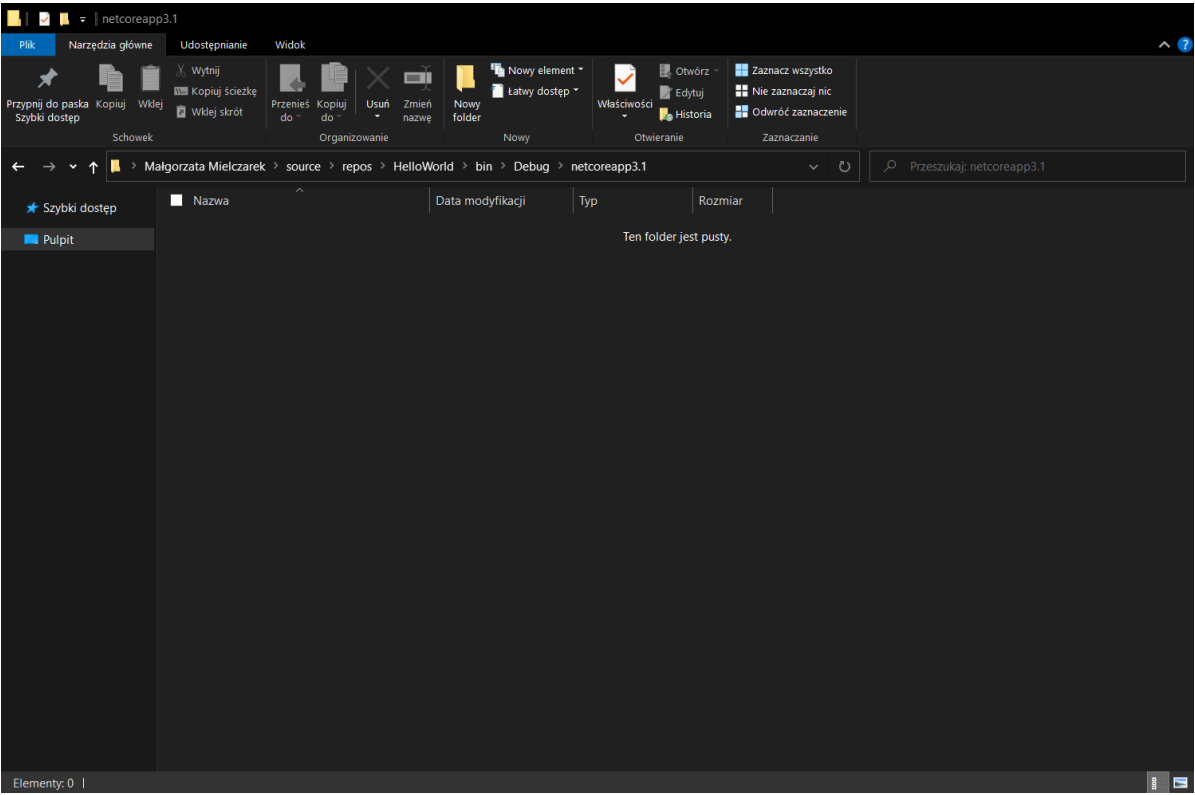 netcoreapp3.1
Plik Narzędzia główne Udostępnianie Widok
Przypnij do paska Szybki dostęp
Kopiuj
Wklej
Wytnij
Kopiuj ścieżkę
Wklej skrót
Schowek
Przenieś do
Kopiuj do
Usuń
Zmień nazwę
Organizowanie
Nowy folder
Nowy element
Łatwy dostęp
Nowy
Właściwości
Otwórz
Edytuj
Historia
Otwieranie
Zaznacz wszystko
Nie zaznaczaj nic
Odwróć zaznaczenie
Zaznaczanie
Małgorzata Mielczarek > source > repos > HelloWorld > bin > Debug > netcoreapp3.1
Przeszukaj: netcoreapp3.1
Szybki dostęp
Pulpit
Nazwa Data modyfikacji Typ Rozmiar
Ten folder jest pusty.
Elementy: 0